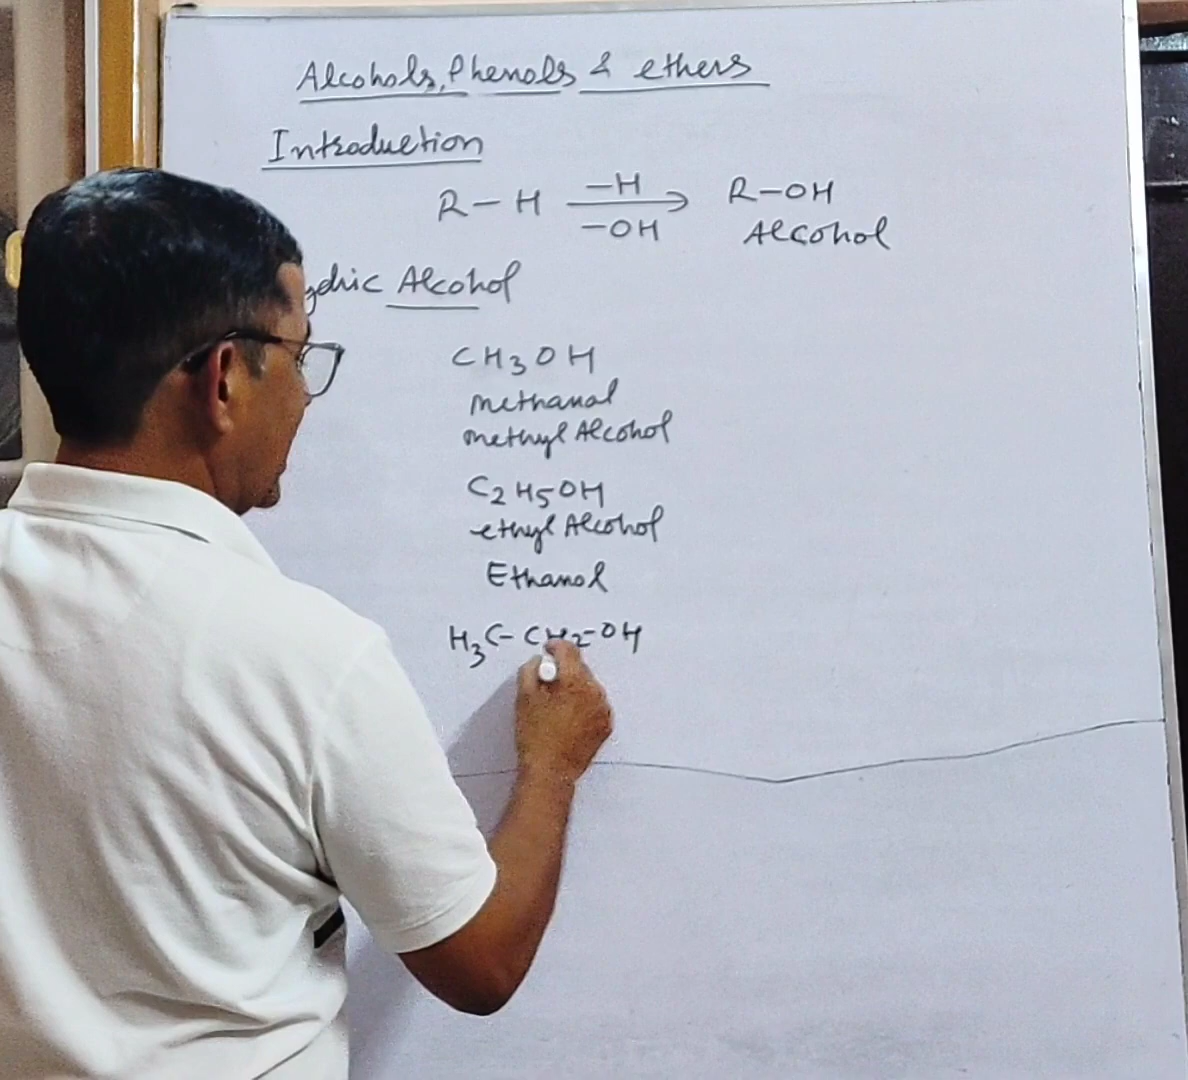 Alcohols, Phenols & ethers
Introduction
R-H —H —OH → R-OH
Alcohol
Alcohol
CH3OH
methanol
methyl Alcohol
C2H5OH
ethyl Alcohol
Ethanol
H3C-CH2-OH